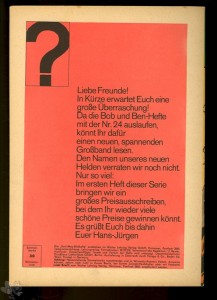 ?
Liebe Freunde!
In Kürze erwartet Euch eine
große Überraschung!
Da die Bob und Ben-Hefte
mit der Nr. 24 auslaufen,
könnt Ihr dafür
einen neuen, spannenden
Großband lesen.
Den Namen unseres neuen
Helden verraten wir noch nicht.
Nur so viel:
Im ersten Heft dieser Serie
bringen wir ein
großes Preisausschreiben,
bei dem Ihr wieder viele
schöne Preise gewinnen könnt.
Es grüßt Euch bis dahin
Euer Hans-Jürgen